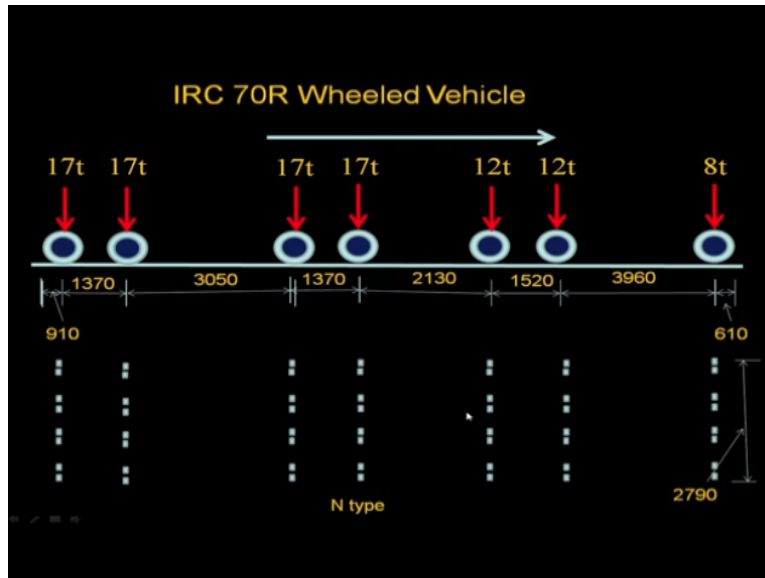 IRC 70R Wheeled Vehicle
17t 17t 17t 17t 12t 12t 8t
1370 3050 1370 2130 1520 3960
910 610
2790
N type